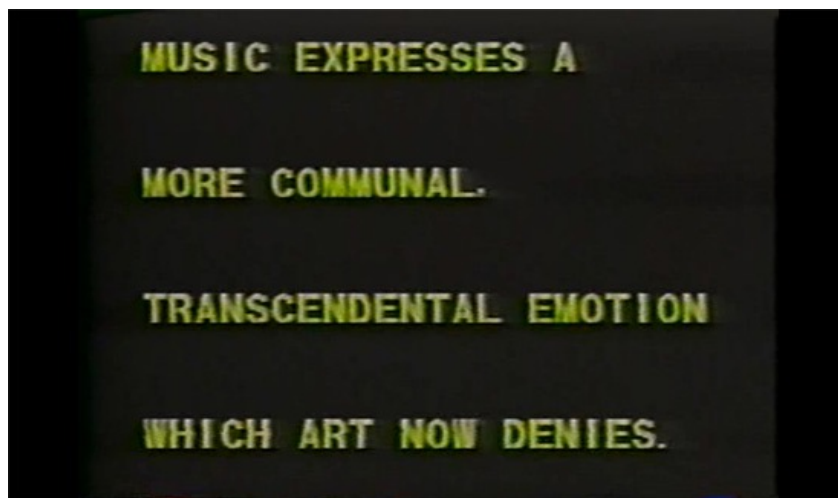 MUSIC EXPRESSES A
MORE COMMUNAL.
TRANSCENDENTAL EMOTION
WHICH ART NOW DENIES.